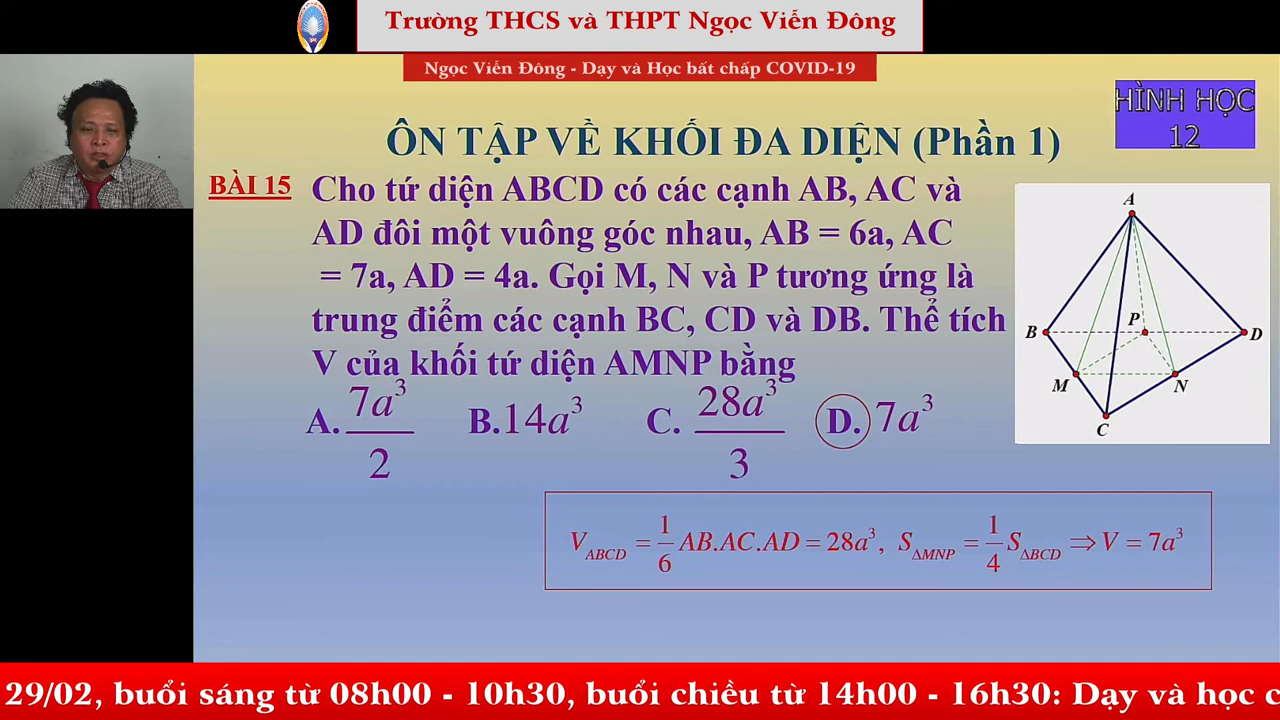 Trường THCS và THPT Ngọc Viễn Đông
Ngọc Viễn Đông - Dạy và Học bất chấp COVID-19
HÌNH HỌC
12
ÔN TẬP VỀ KHỐI ĐA DIỆN (Phần 1)
BÀI 15
Cho tứ diện ABCD có các cạnh AB, AC và
AD đôi một vuông góc nhau, AB = 6a, AC
= 7a, AD = 4a. Gọi M, N và P tương ứng là
trung điểm các cạnh BC, CD và DB. Thể tích
V của khối tứ diện AMNP bằng
A. 7a³/2 B. 14a³ C. 28a³/3 D. 7a³
A
B
P
D
M
N
C
V_ABCD = 1/6 AB.AC.AD = 28a³, S_ΔMNP = 1/4 S_ΔBCD ⇒ V = 7a³
29/02, buổi sáng từ 08h00 - 10h30, buổi chiều từ 14h00 - 16h30: Dạy và học